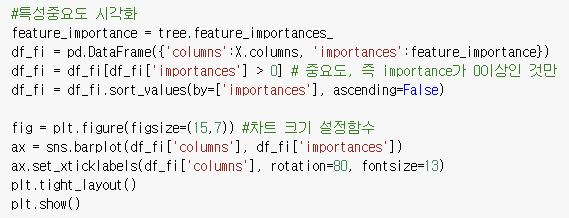 #특성중요도 시각화
feature_importance = tree.feature_importances_
df_fi = pd.DataFrame({'columns':X.columns, 'importances':feature_importance})
df_fi = df_fi[df_fi['importances'] > 0] # 중요도, 즉 importance가 0이상인 것만
df_fi = df_fi.sort_values(by=['importances'], ascending=False)
fig = plt.figure(figsize=(15,7)) #차트 크기 설정함수
ax = sns.barplot(df_fi['columns'], df_fi['importances'])
ax.set_xticklabels(df_fi['columns'], rotation=80, fontsize=13)
plt.tight_layout()
plt.show()